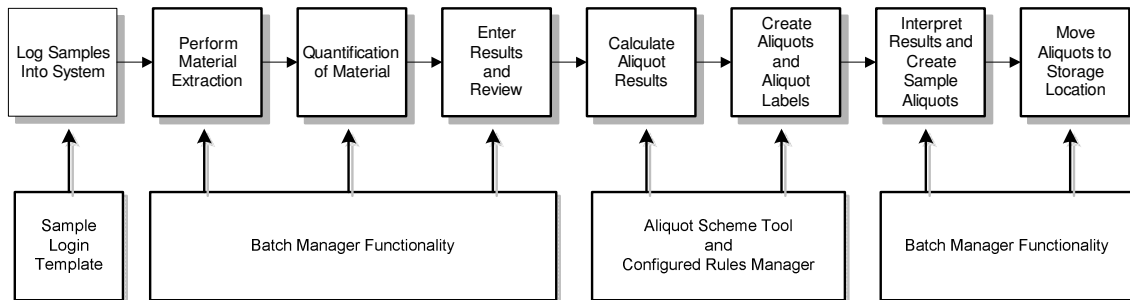 Log Samples
Into System
Perform
Material
Extraction
Quantification
of Material
Enter
Results
and
Review
Calculate
Aliquot
Results
Create
Aliquots
and
Aliquot
Labels
Interpret
Results and
Create
Sample
Aliquots
Move
Aliquots to
Storage
Location
Sample
Login
Template
Batch Manager Functionality
Aliquot Scheme Tool
and
Configured Rules Manager
Batch Manager Functionality